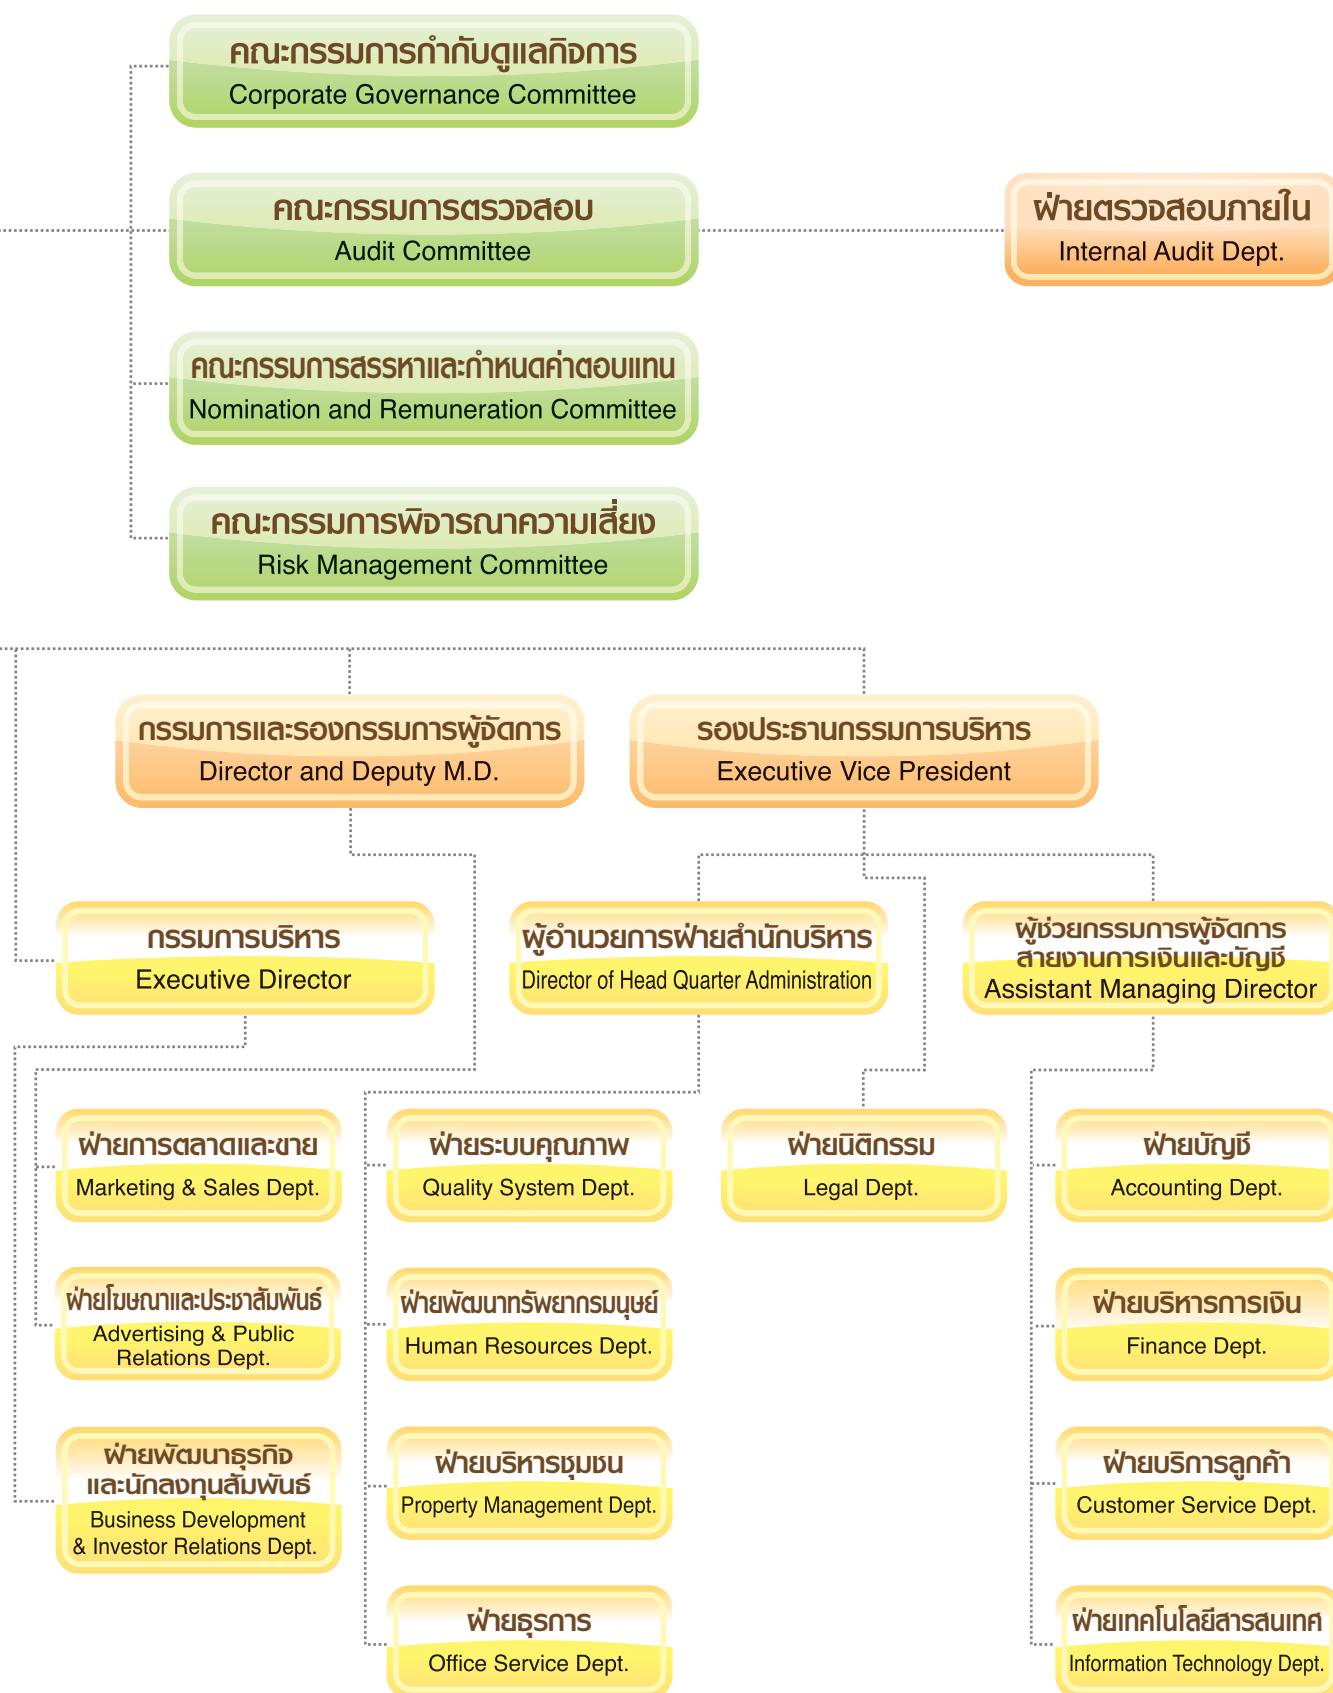 คณะกรรมการกำกับดูแลกิจการ
Corporate Governance Committee
คณะกรรมการตรวจสอบ
Audit Committee
ฝ่ายตรวจสอบภายใน
Internal Audit Dept.
คณะกรรมการสรรหาและกำหนดค่าตอบแทน
Nomination and Remuneration Committee
คณะกรรมการพิจารณาความเสี่ยง
Risk Management Committee
กรรมการและรองกรรมการผู้จัดการ
Director and Deputy M.D.
รองประธานกรรมการบริหาร
Executive Vice President
กรรมการบริหาร
Executive Director
ผู้อำนวยการฝ่ายสำนักบริหาร
Director of Head Quarter Administration
ผู้ช่วยกรรมการผู้จัดการ
สายงานการเงินและบัญชี
Assistant Managing Director
ฝ่ายการตลาดและขาย
Marketing & Sales Dept.
ฝ่ายระบบคุณภาพ
Quality System Dept.
ฝ่ายนิติกรรม
Legal Dept.
ฝ่ายบัญชี
Accounting Dept.
ฝ่ายโฆษณาและประชาสัมพันธ์
Advertising & Public
Relations Dept.
ฝ่ายพัฒนาทรัพยากรมนุษย์
Human Resources Dept.
ฝ่ายบริหารการเงิน
Finance Dept.
ฝ่ายพัฒนาธุรกิจ
และนักลงทุนสัมพันธ์
Business Development
& Investor Relations Dept.
ฝ่ายบริหารชุมชน
Property Management Dept.
ฝ่ายบริการลูกค้า
Customer Service Dept.
ฝ่ายธุรการ
Office Service Dept.
ฝ่ายเทคโนโลยีสารสนเทศ
Information Technology Dept.